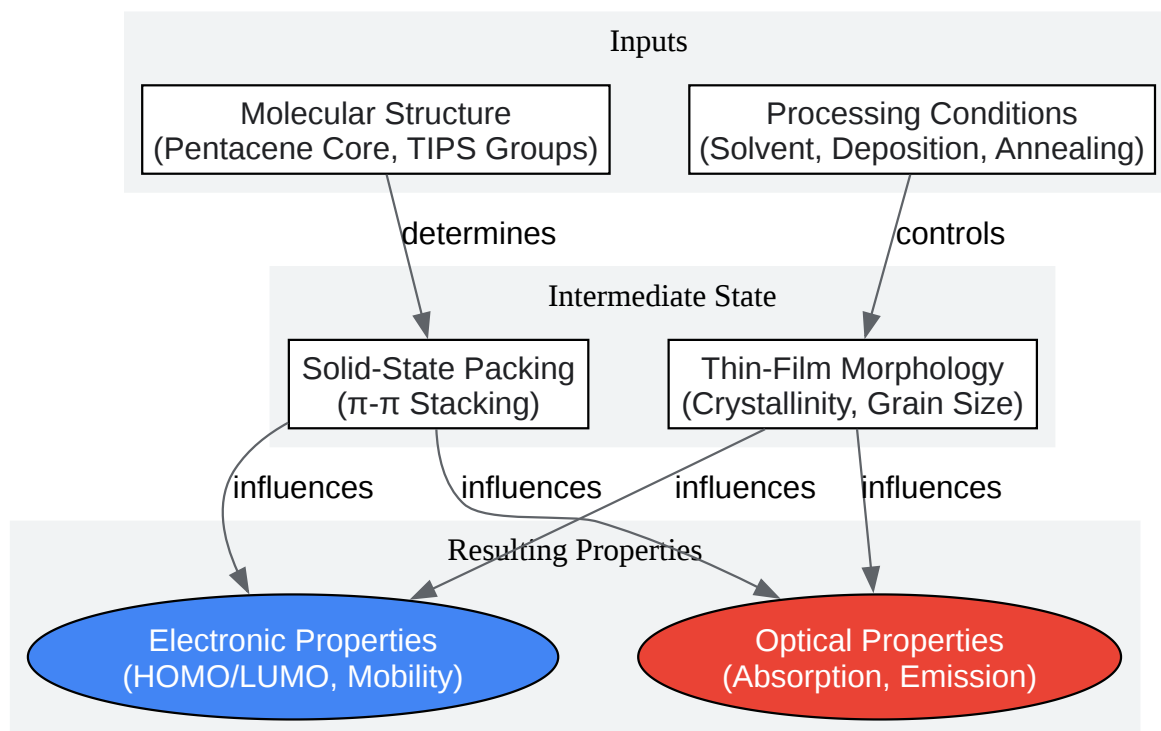 Inputs
Molecular Structure
(Pentacene Core, TIPS Groups)
Processing Conditions
(Solvent, Deposition, Annealing)
determines
controls
Intermediate State
Solid-State Packing
(π-π Stacking)
Thin-Film Morphology
(Crystallinity, Grain Size)
influences
influences
influences
influences
Resulting Properties
Electronic Properties
(HOMO/LUMO, Mobility)
Optical Properties
(Absorption, Emission)